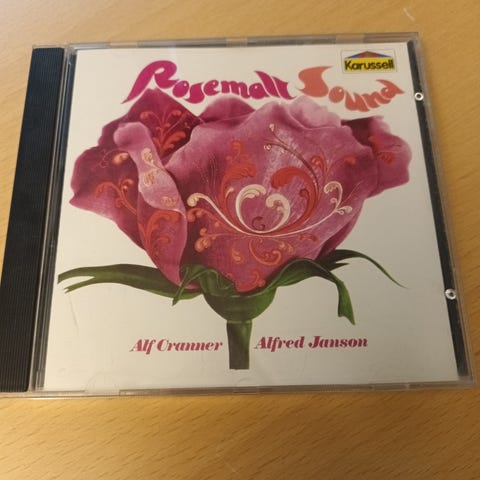 Karussell
Rosemalt Sound
Alf Cranner Alfred Janson